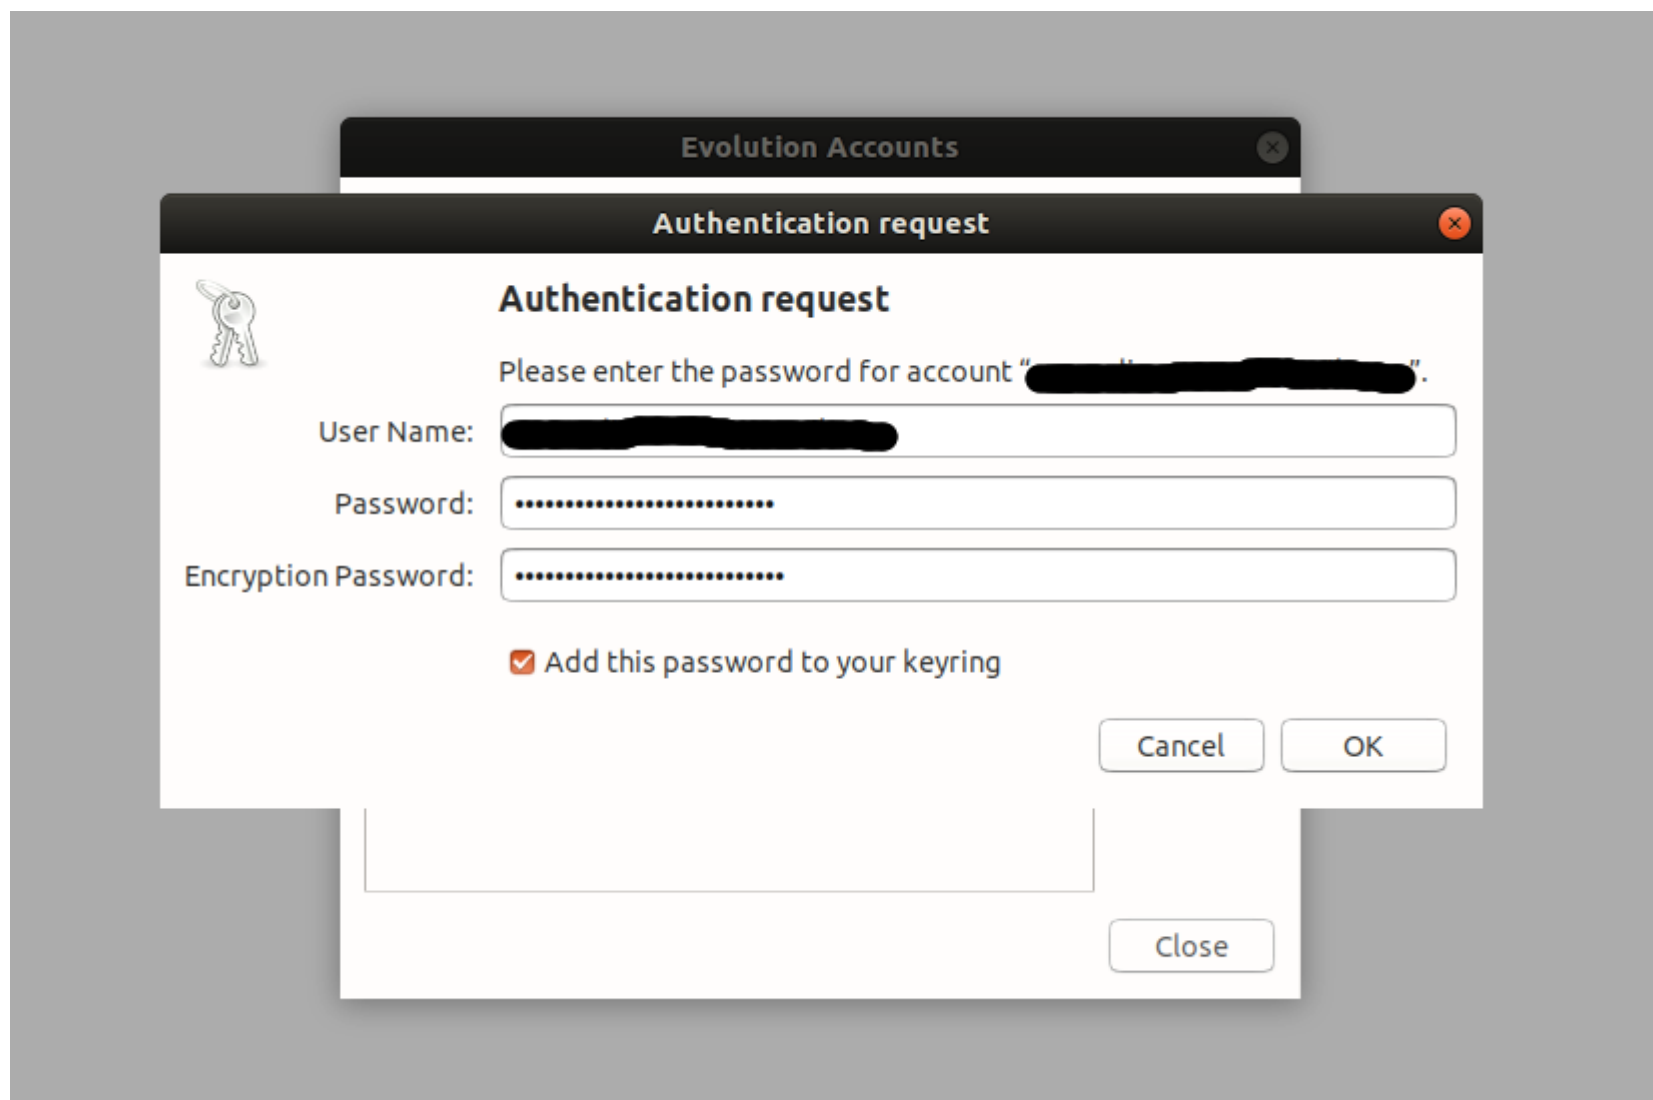 Evolution Accounts
Authentication request
Authentication request
Please enter the password for account “ ”.
User Name:
Password: ••••••••••••••••••••••••••
Encryption Password: •••••••••••••••••••••••••••
Add this password to your keyring
Cancel OK
Close